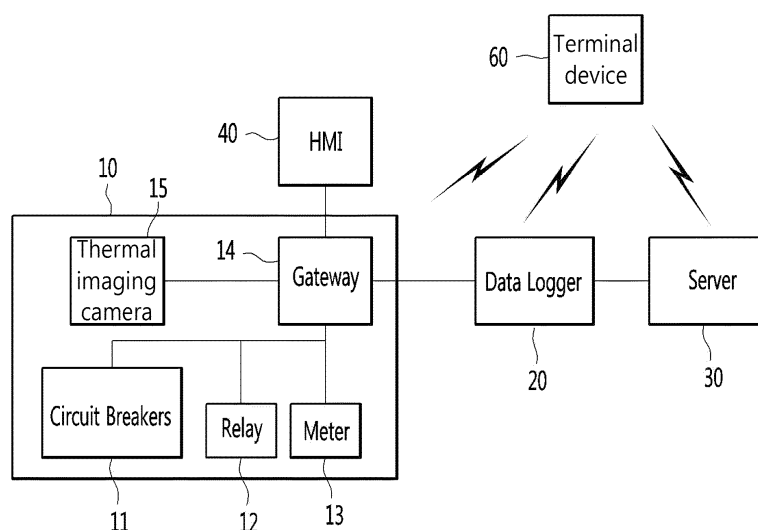 60
Terminal
device
40
HMI
10
15
Thermal
imaging
camera
14
Gateway
Data Logger
Server
20
30
Circuit Breakers
Relay
Meter
11
12
13